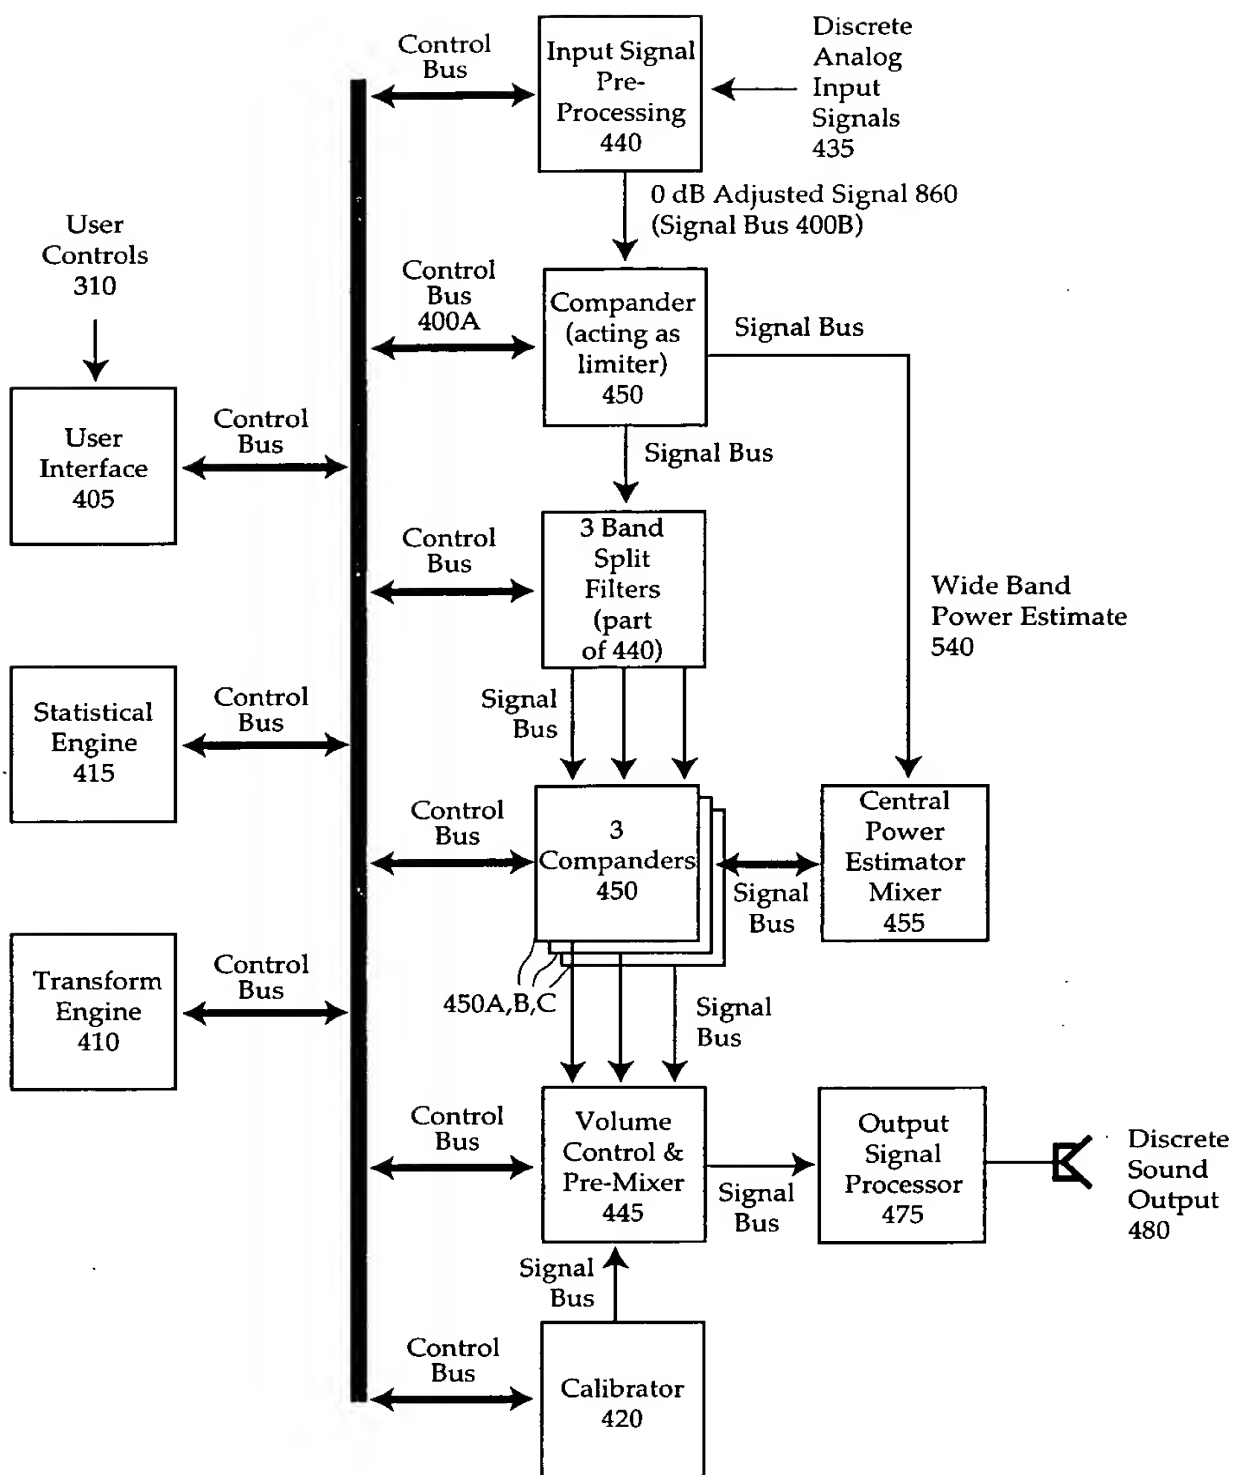 Control
Bus
Input Signal
Pre-
Processing
440
Discrete
Analog
Input
Signals
435
0 dB Adjusted Signal 860
(Signal Bus 400B)
User
Controls
310
Control
Bus
400A
Compander
(acting as
limiter)
450
Signal Bus
User
Interface
405
Control
Bus
Signal Bus
Control
Bus
3 Band
Split
Filters
(part
of 440)
Wide Band
Power Estimate
540
Statistical
Engine
415
Control
Bus
Signal
Bus
Control
Bus
3
Companders
450
Signal
Bus
Central
Power
Estimator
Mixer
455
Transform
Engine
410
Control
Bus
450A,B,C
Signal
Bus
Control
Bus
Volume
Control &
Pre-Mixer
445
Signal
Bus
Output
Signal
Processor
475
Discrete
Sound
Output
480
Signal
Bus
Control
Bus
Calibrator
420